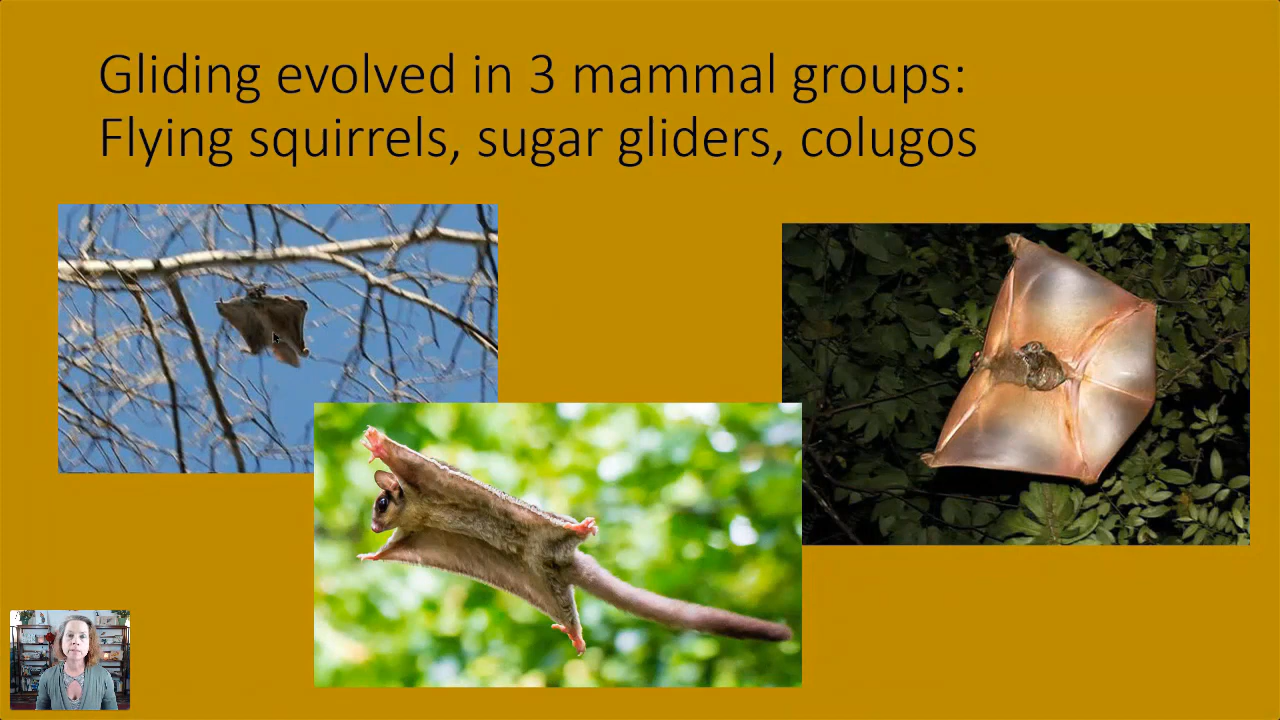 Gliding evolved in 3 mammal groups:
Flying squirrels, sugar gliders, colugos